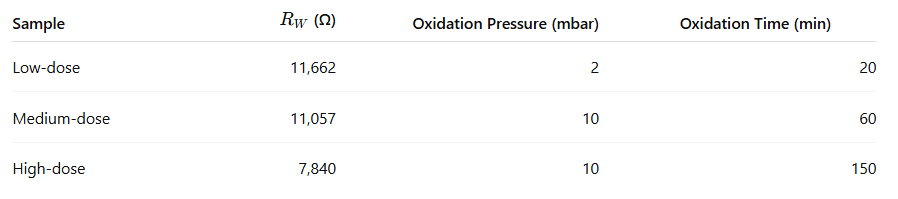 Sample R_W (Ω) Oxidation Pressure (mbar) Oxidation Time (min)
Low-dose 11,662 2 20
Medium-dose 11,057 10 60
High-dose 7,840 10 150